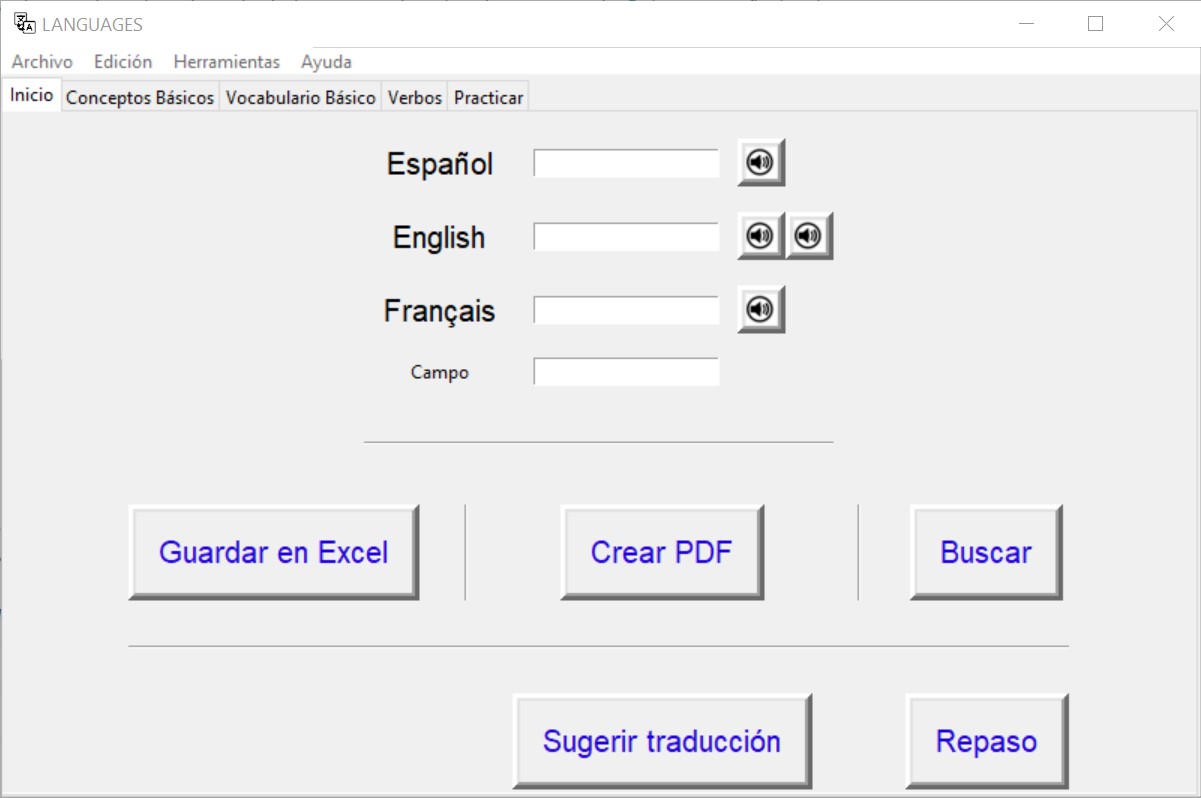 LANGUAGES
Archivo Edición Herramientas Ayuda
Inicio Conceptos Básicos Vocabulario Básico Verbos Practicar
Español
English
Français
Campo
Guardar en Excel Crear PDF Buscar
Sugerir traducción Repaso